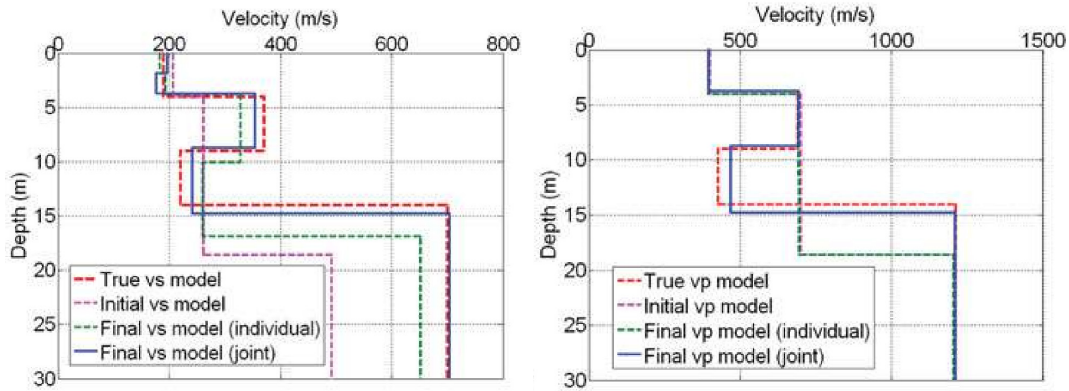 Velocity (m/s)
0 200 400 600 800
0
5
10
15
20
25
30
Depth (m)
True vs model
Initial vs model
Final vs model (individual)
Final vs model (joint)
Velocity (m/s)
0 500 1000 1500
0
5
10
15
20
25
30
Depth (m)
True vp model
Initial vp model
Final vp model (individual)
Final vp model (joint)